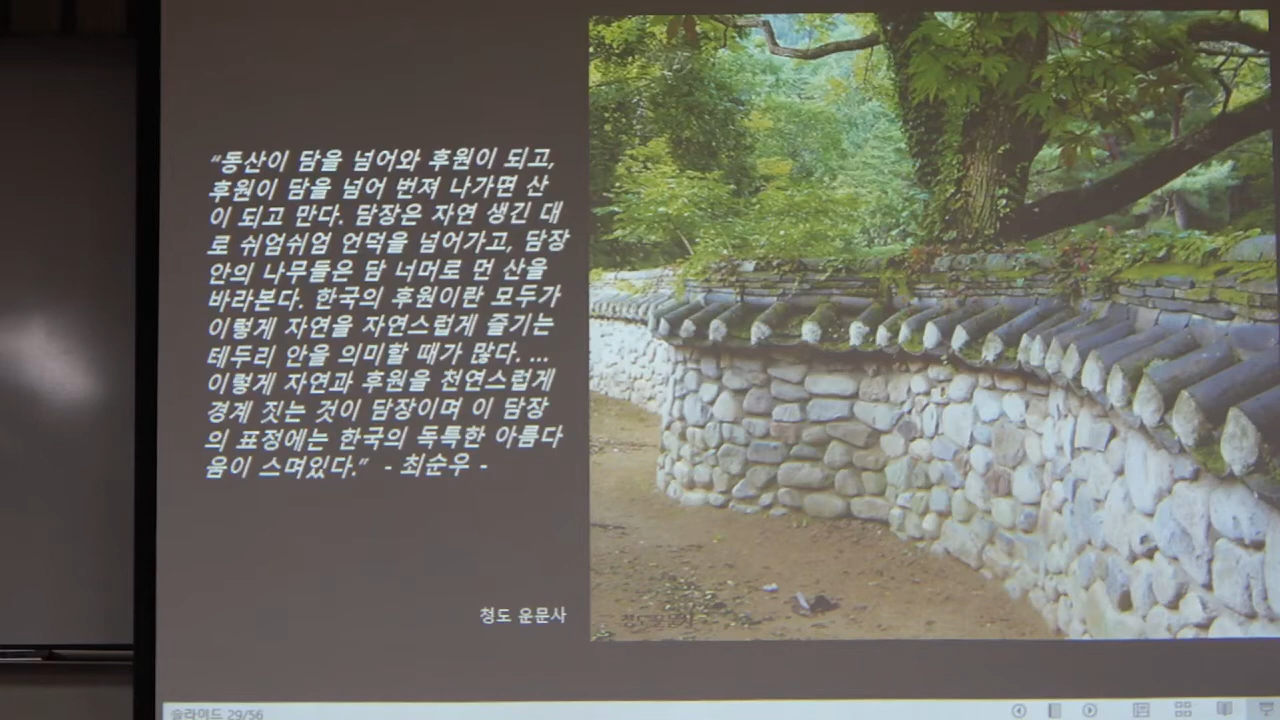 “동산이 담을 넘어와 후원이 되고,
후원이 담을 넘어 번져 나가면 산
이 되고 만다. 담장은 자연 생긴 대
로 쉬엄쉬엄 언덕을 넘어가고, 담장
안의 나무들은 담 너머로 먼 산을
바라본다. 한국의 후원이란 모두가
이렇게 자연을 자연스럽게 즐기는
테두리 안을 의미할 때가 많다. ...
이렇게 자연과 후원을 천연스럽게
경계 짓는 것이 담장이며 이 담장
의 표정에는 한국의 독특한 아름다
움이 스며있다.” - 최순우 -
청도 운문사
슬라이드 29/56